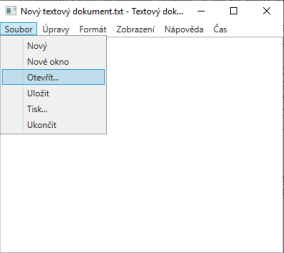 Nový textový dokument.txt - Textový dok...
Soubor Úpravy Formát Zobrazení Nápověda Čas
Nový
Nové okno
Otevřít...
Uložit
Tisk...
Ukončit